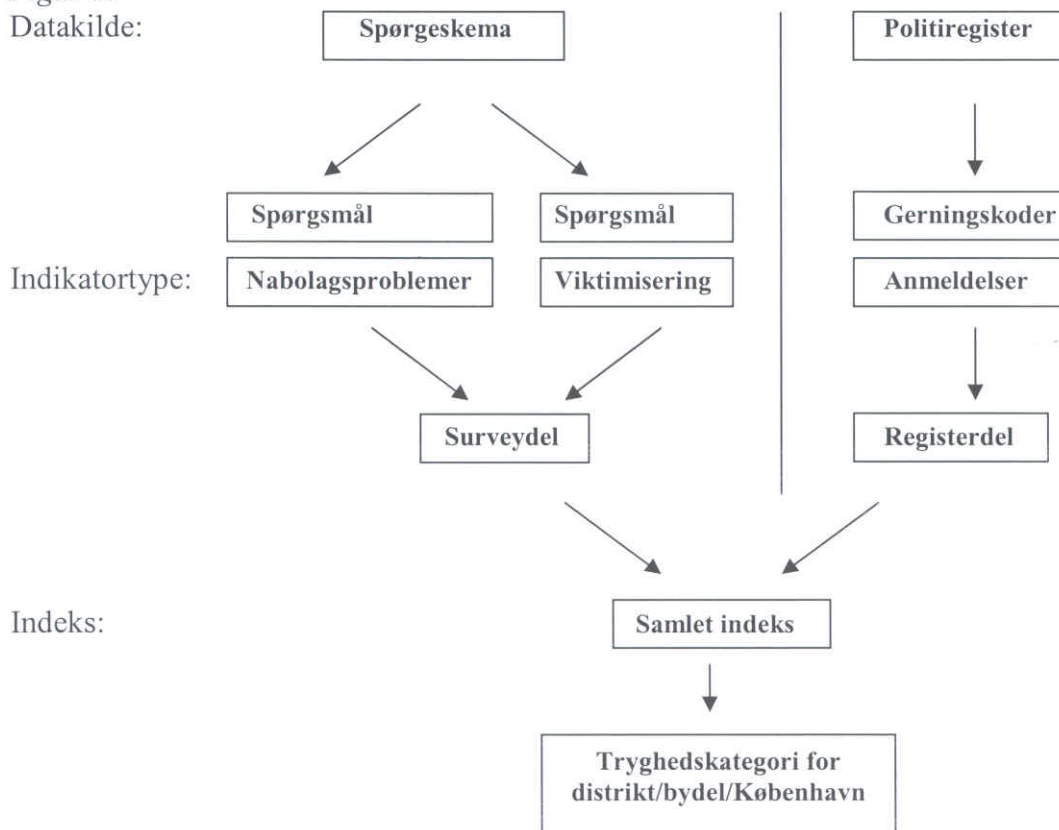 Datakilde:
Spørgeskema
Politiregister
Spørgsmål
Spørgsmål
Gerningskoder
Indikatortype:
Nabolagsproblemer
Viktimisering
Anmeldelser
Surveydel
Registerdel
Indeks:
Samlet indeks
Tryghedskategori for
distrikt/bydel/København